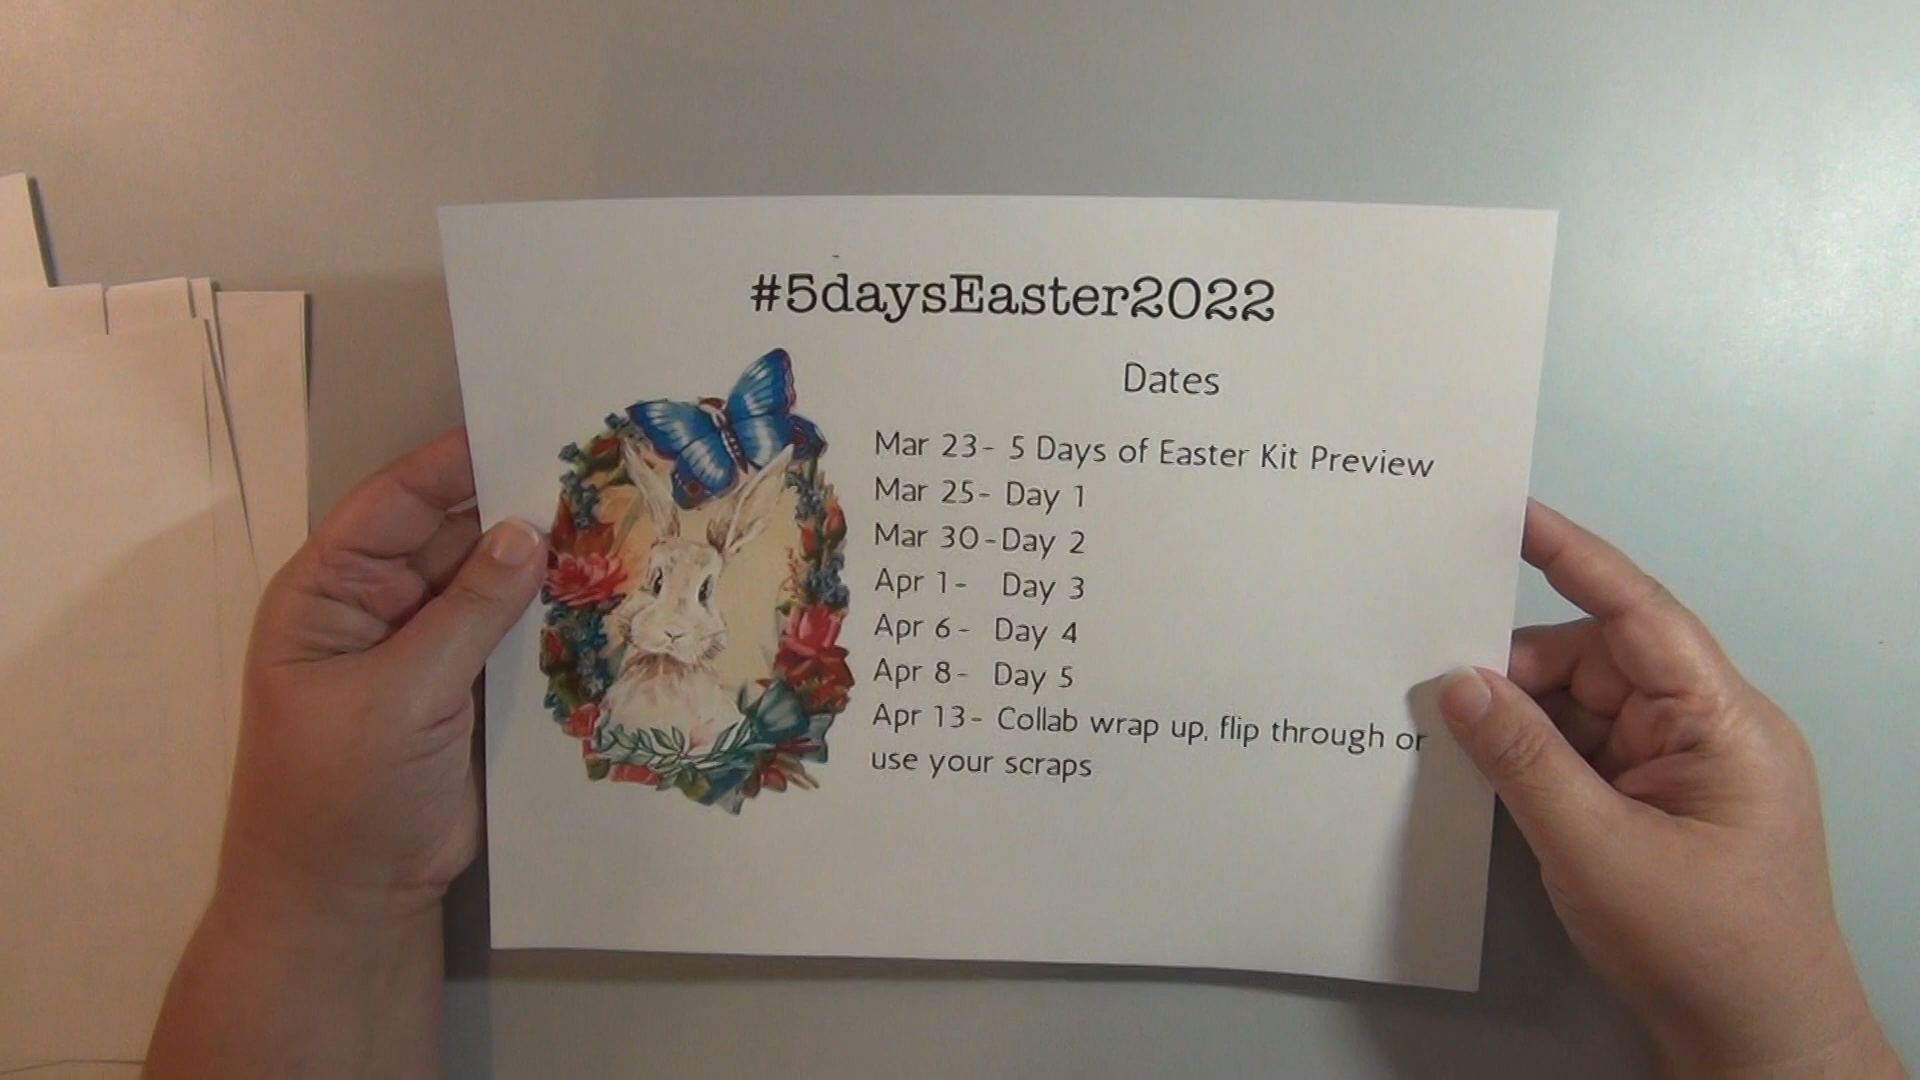 #5daysEaster2022
Dates
Mar 23- 5 Days of Easter Kit Preview
Mar 25- Day 1
Mar 30-Day 2
Apr 1- Day 3
Apr 6- Day 4
Apr 8- Day 5
Apr 13- Collab wrap up, flip through or
use your scraps